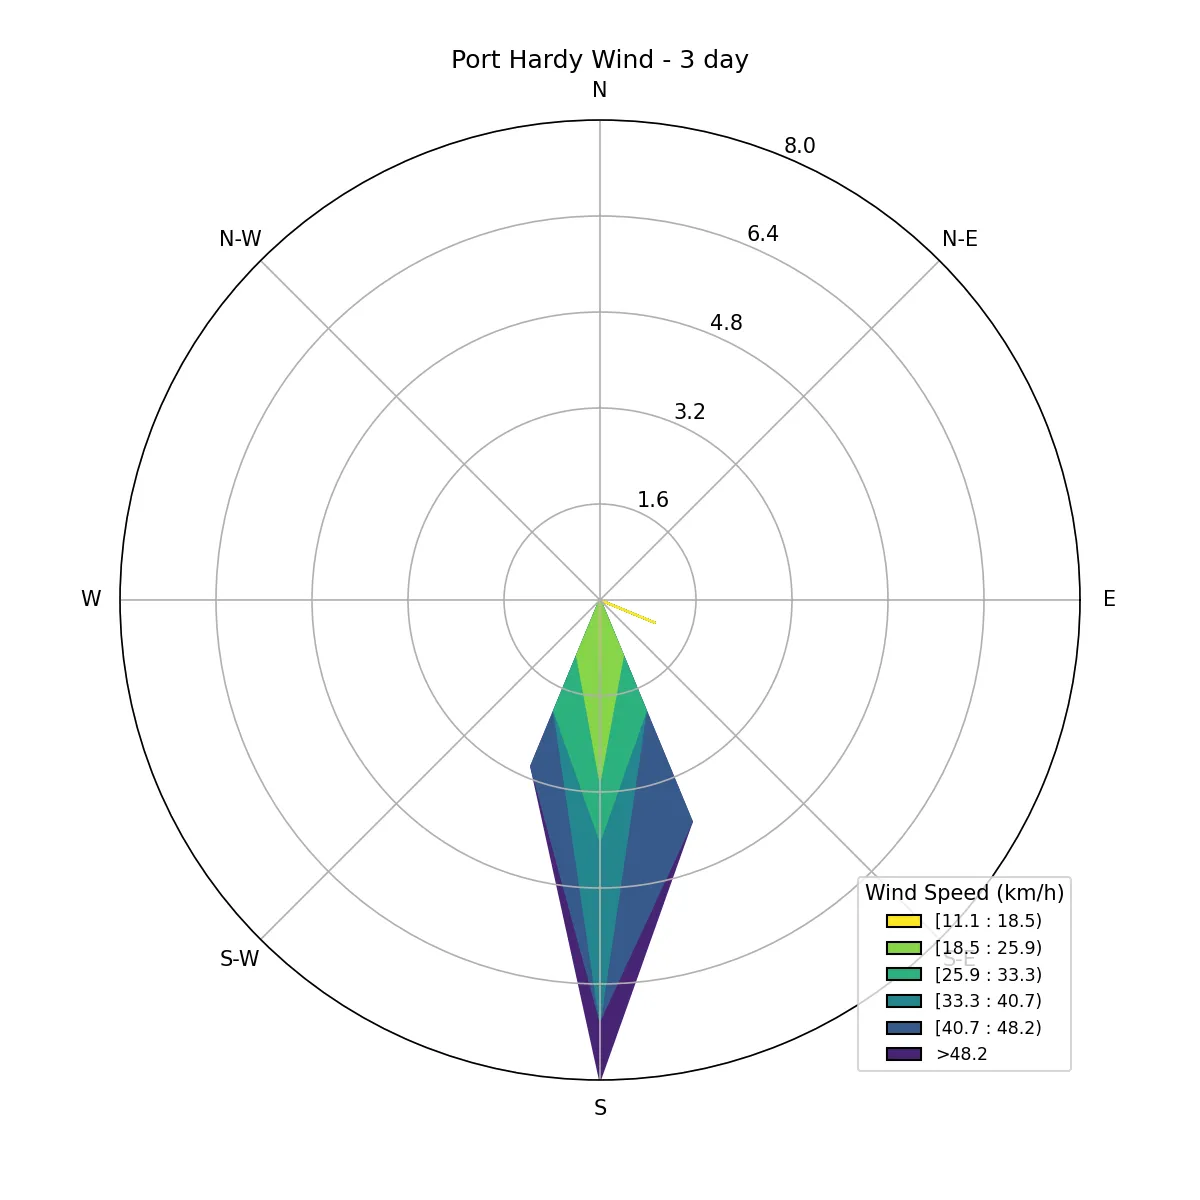 Port Hardy Wind - 3 day
N
8.0
N-W
N-E
6.4
4.8
3.2
1.6
W
E
Wind Speed (km/h)
[11.1 : 18.5)
[18.5 : 25.9)
S-W
S-E
[25.9 : 33.3)
[33.3 : 40.7)
[40.7 : 48.2)
>48.2
S